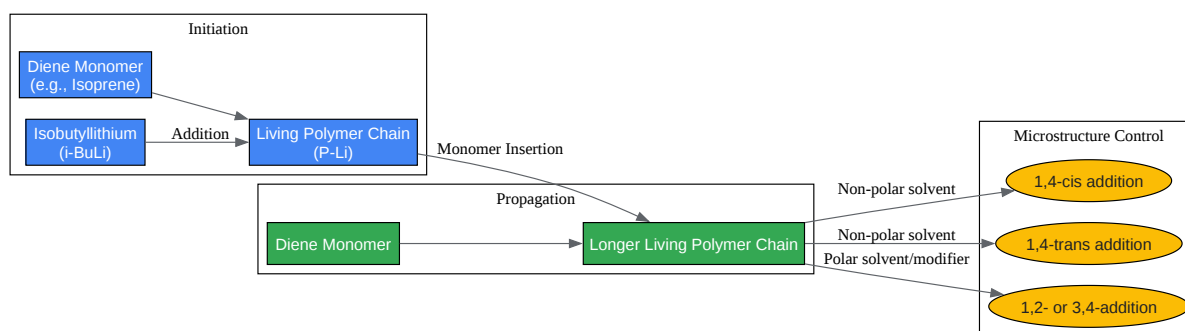 Initiation
Diene Monomer
(e.g., Isoprene)
Isobutyllithium
(i-BuLi)
Addition
Living Polymer Chain
(P-Li)
Monomer Insertion
Propagation
Diene Monomer
Longer Living Polymer Chain
Non-polar solvent
Non-polar solvent
Polar solvent/modifier
Microstructure Control
1,4-cis addition
1,4-trans addition
1,2- or 3,4-addition